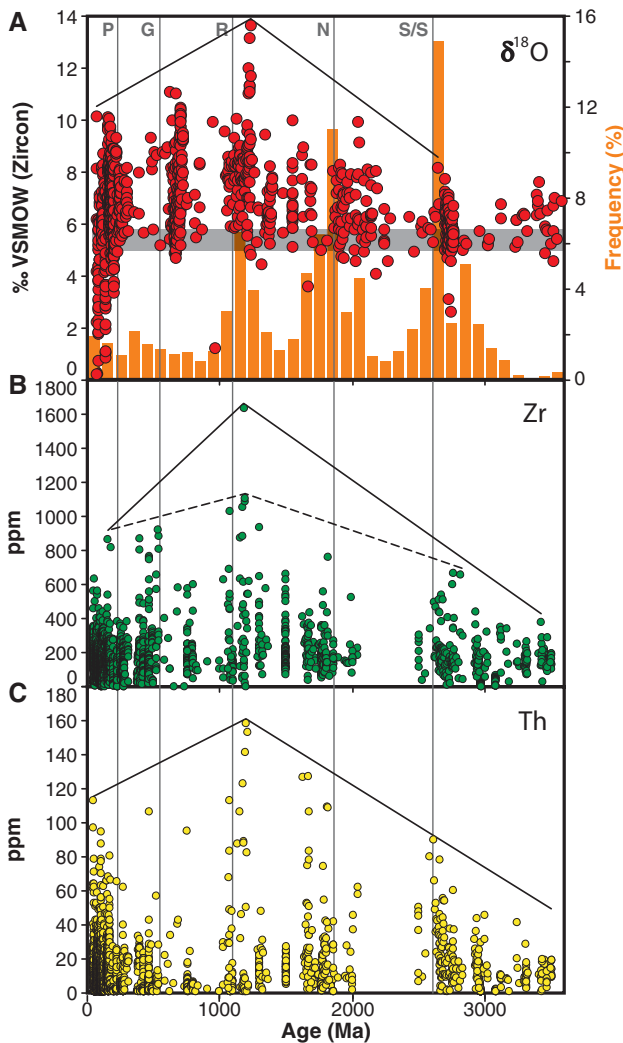 A
P G R N S/S
δ18O
14
12
10
8
6
4
2
0
‰ VSMOW (Zircon)
16
12
8
4
0
Frequency (%)
B
Zr
1800
1600
1400
1200
1000
800
600
400
200
0
ppm
C
Th
180
160
140
120
100
80
60
40
20
0
ppm
0 1000 2000 3000
Age (Ma)